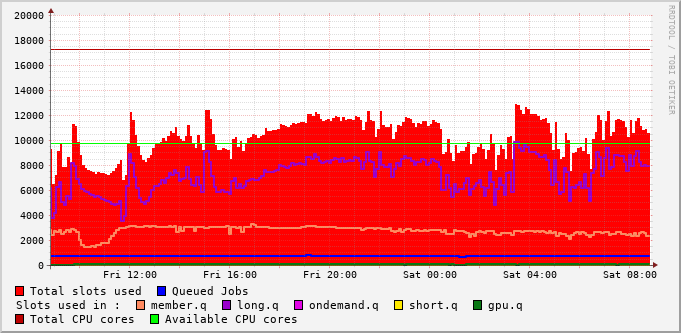 20000
18000
16000
14000
12000
10000
8000
6000
4000
2000
0
Fri 12:00 Fri 16:00 Fri 20:00 Sat 00:00 Sat 04:00 Sat 08:00
RRDTOOL / TOBI OETIKER
Total slots used Queued Jobs
Slots used in : member.q long.q ondemand.q short.q gpu.q
Total CPU cores Available CPU cores